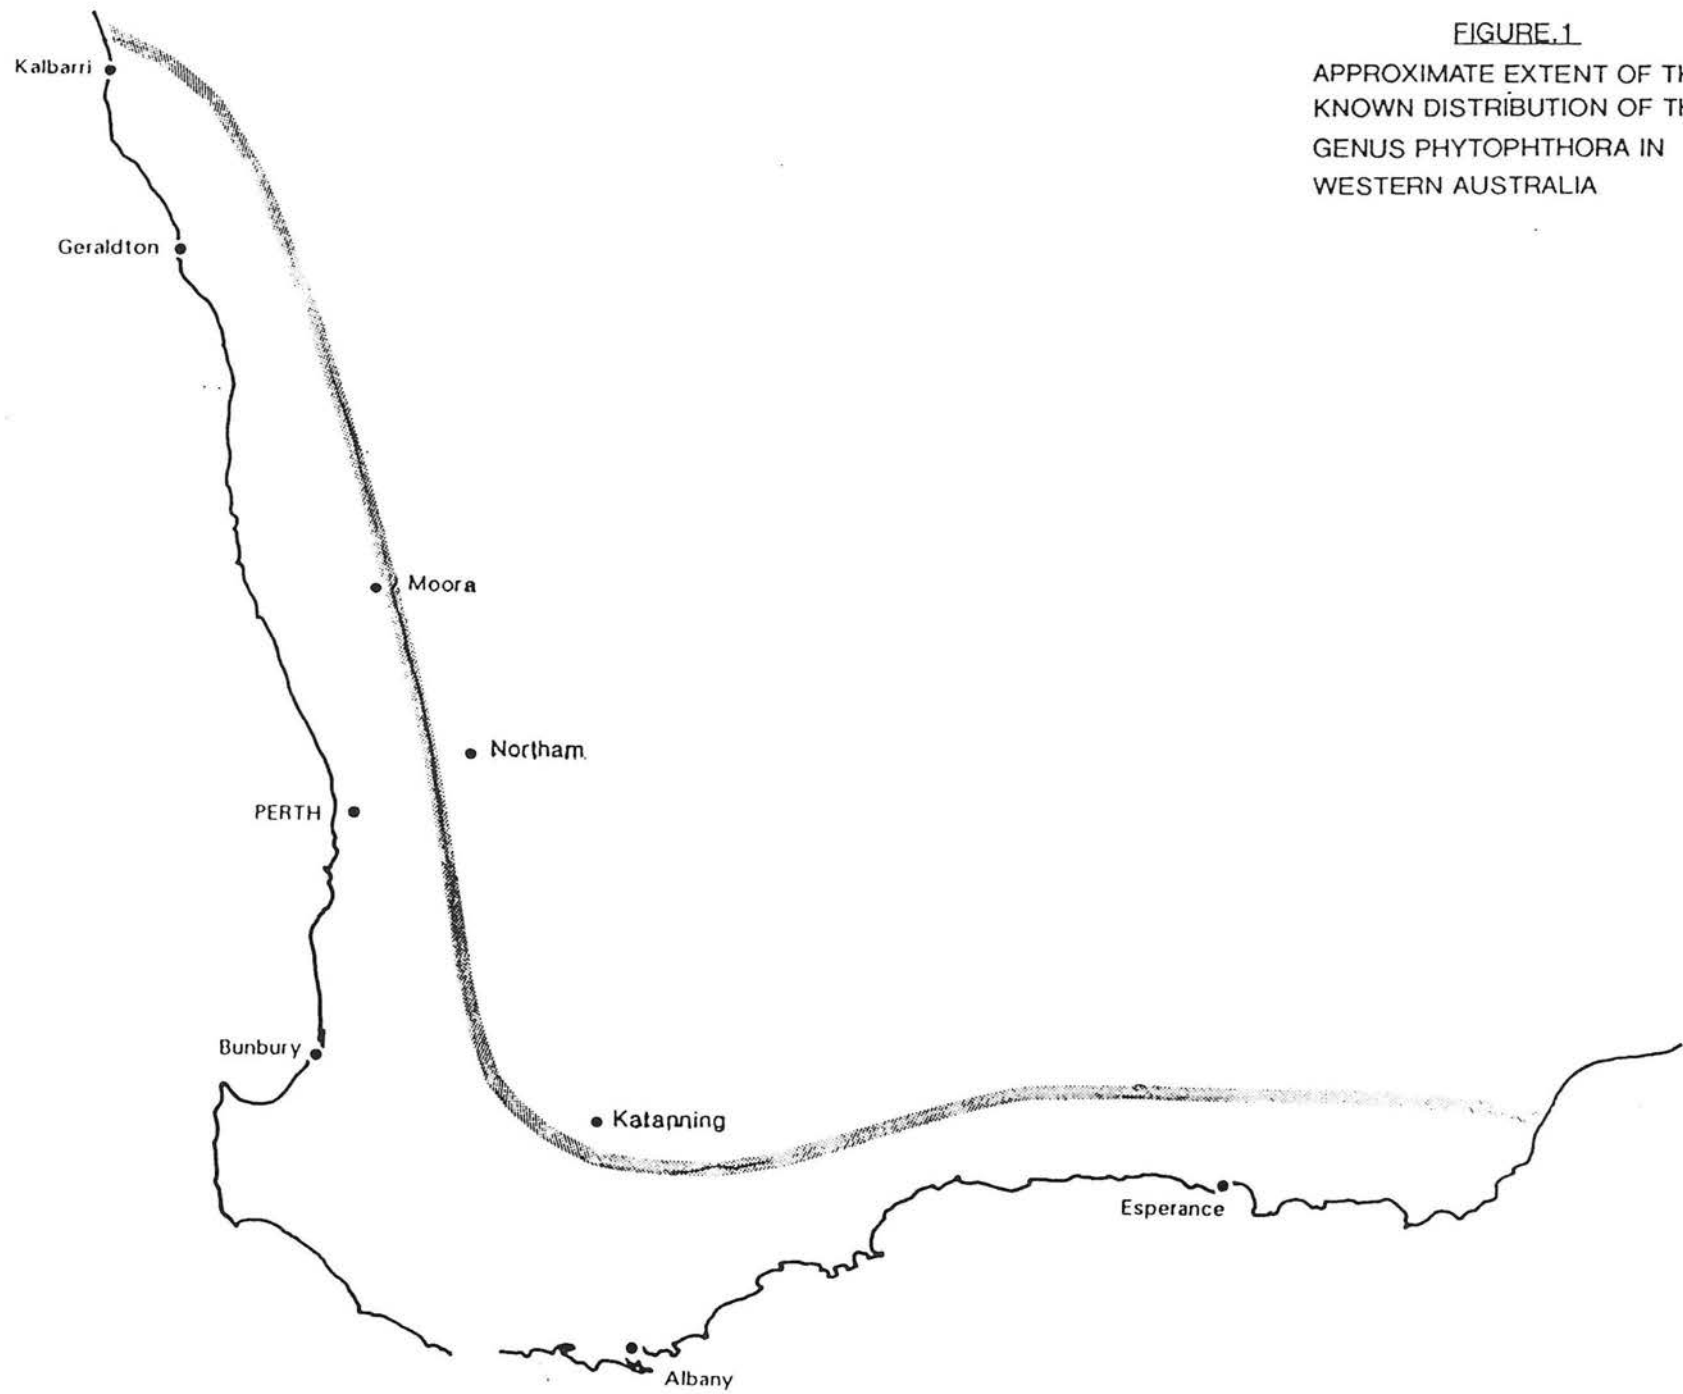 FIGURE.1
APPROXIMATE EXTENT OF TH
KNOWN DISTRIBUTION OF TH
GENUS PHYTOPHTHORA IN
WESTERN AUSTRALIA
Kalbarri
Geraldton
Moora
Northam
PERTH
Bunbury
Katanning
Esperance
Albany